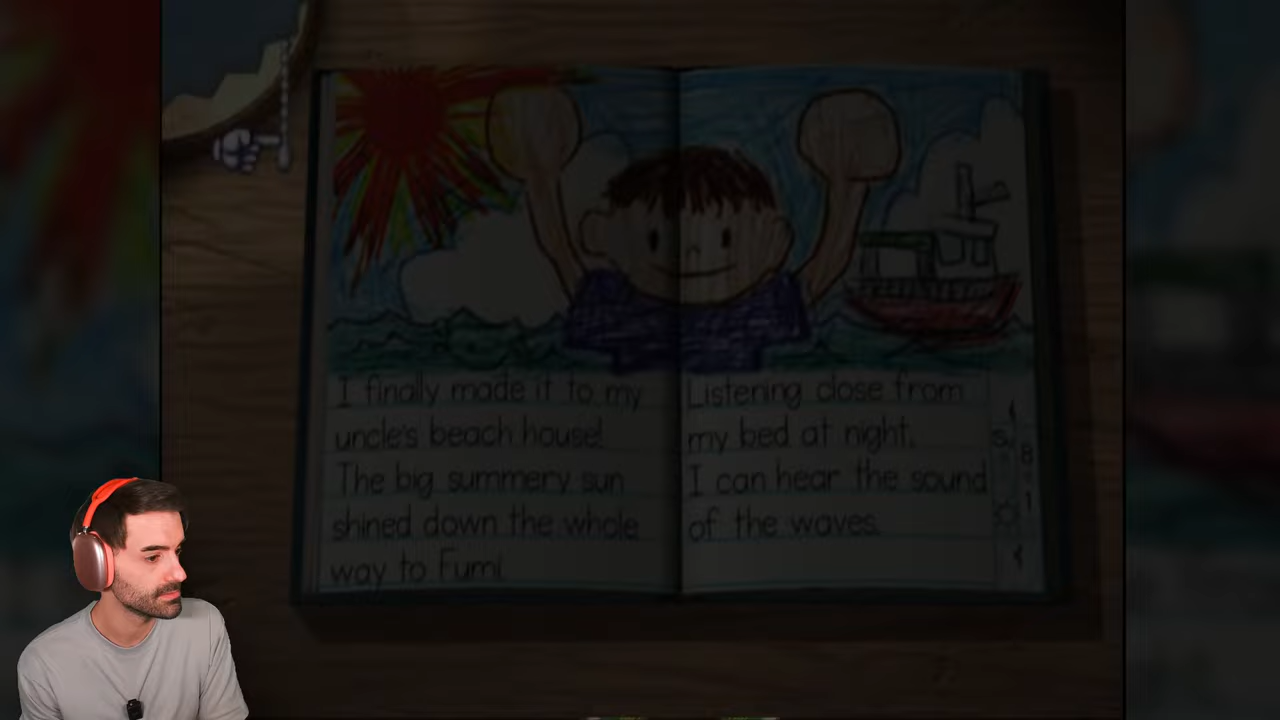 I finally made it to my
uncle's beach house!
The big summery sun
shined down the whole
way to Fumi.
Listening close from
my bed at night,
I can hear the sound
of the waves.